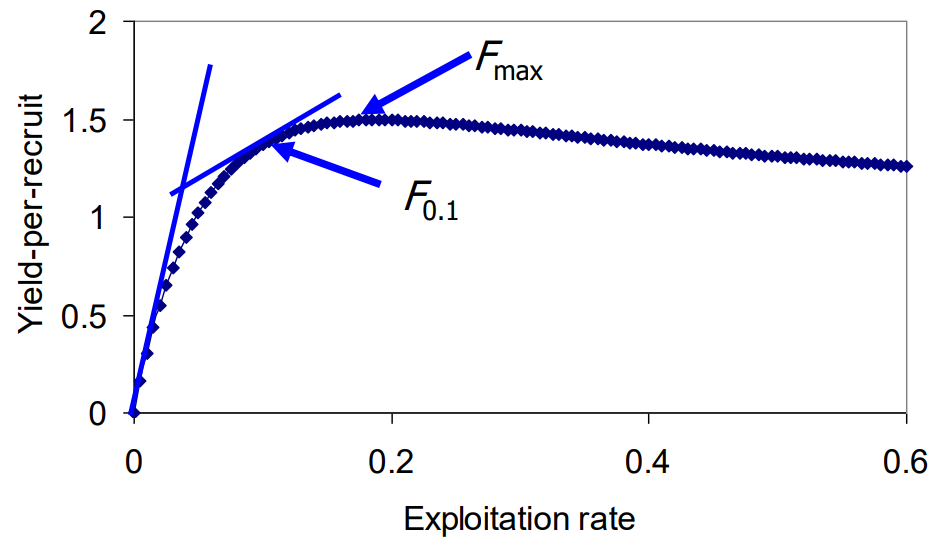 2
1.5
1
0.5
0
0
0.2
0.4
0.6
Yield-per-recruit
Exploitation rate
Fmax
F0.1